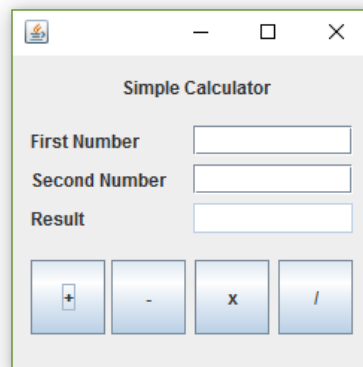 Simple Calculator
First Number
Second Number
Result
+ - x /